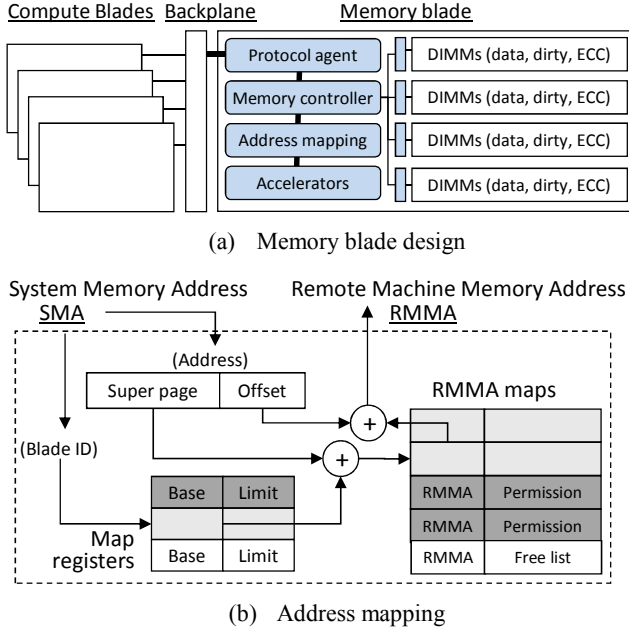 Compute Blades Backplane Memory blade
Protocol agent DIMMs (data, dirty, ECC)
Memory controller DIMMs (data, dirty, ECC)
Address mapping DIMMs (data, dirty, ECC)
Accelerators DIMMs (data, dirty, ECC)
(a) Memory blade design
System Memory Address Remote Machine Memory Address
SMA RMMA
(Address)
Super page Offset RMMA maps
+
+
(Blade ID)
Base Limit RMMA Permission
Map RMMA Permission
registers Base Limit RMMA Free list
(b) Address mapping